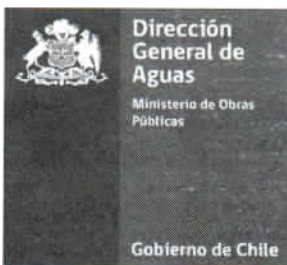 Dirección
General de
Aguas
Ministerio de Obras
Públicas
Gobierno de Chile